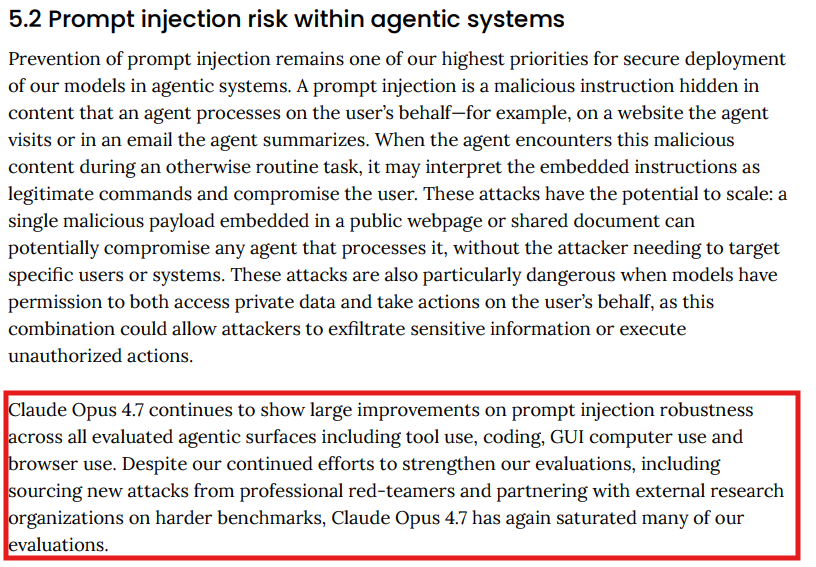 5.2 Prompt injection risk within agentic systems
Prevention of prompt injection remains one of our highest priorities for secure deployment
of our models in agentic systems. A prompt injection is a malicious instruction hidden in
content that an agent processes on the user’s behalf—for example, on a website the agent
visits or in an email the agent summarizes. When the agent encounters this malicious
content during an otherwise routine task, it may interpret the embedded instructions as
legitimate commands and compromise the user. These attacks have the potential to scale: a
single malicious payload embedded in a public webpage or shared document can
potentially compromise any agent that processes it, without the attacker needing to target
specific users or systems. These attacks are also particularly dangerous when models have
permission to both access private data and take actions on the user’s behalf, as this
combination could allow attackers to exfiltrate sensitive information or execute
unauthorized actions.
Claude Opus 4.7 continues to show large improvements on prompt injection robustness
across all evaluated agentic surfaces including tool use, coding, GUI computer use and
browser use. Despite our continued efforts to strengthen our evaluations, including
sourcing new attacks from professional red-teamers and partnering with external research
organizations on harder benchmarks, Claude Opus 4.7 has again saturated many of our
evaluations.